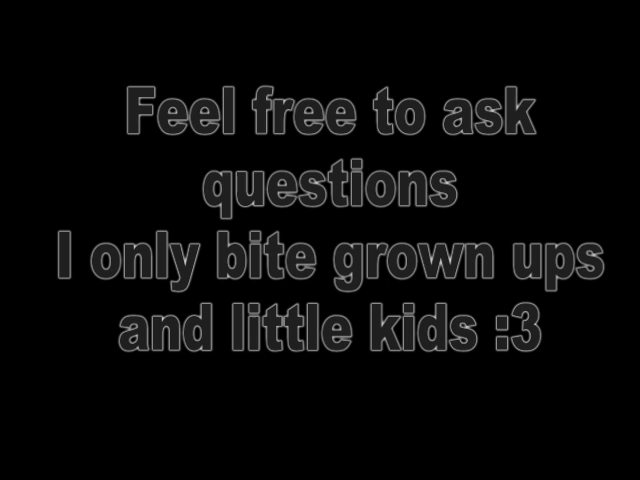 Feel free to ask
questions
I only bite grown ups
and little kids :3